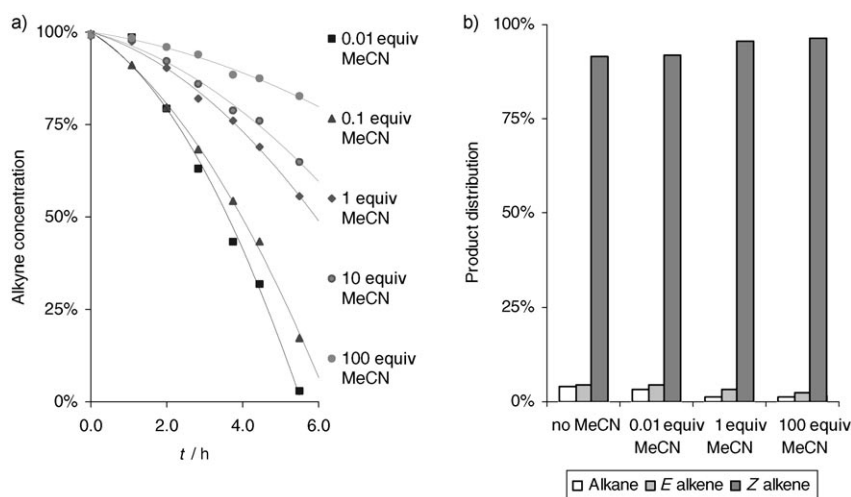 a)
100%
75%
50%
25%
0%
Alkyne concentration
0.0
2.0
4.0
6.0
t / h
0.01 equiv
MeCN
0.1 equiv
MeCN
1 equiv
MeCN
10 equiv
MeCN
100 equiv
MeCN
b)
100%
75%
50%
25%
0%
Product distribution
no MeCN
0.01 equiv
MeCN
1 equiv
MeCN
100 equiv
MeCN
Alkane
E alkene
Z alkene